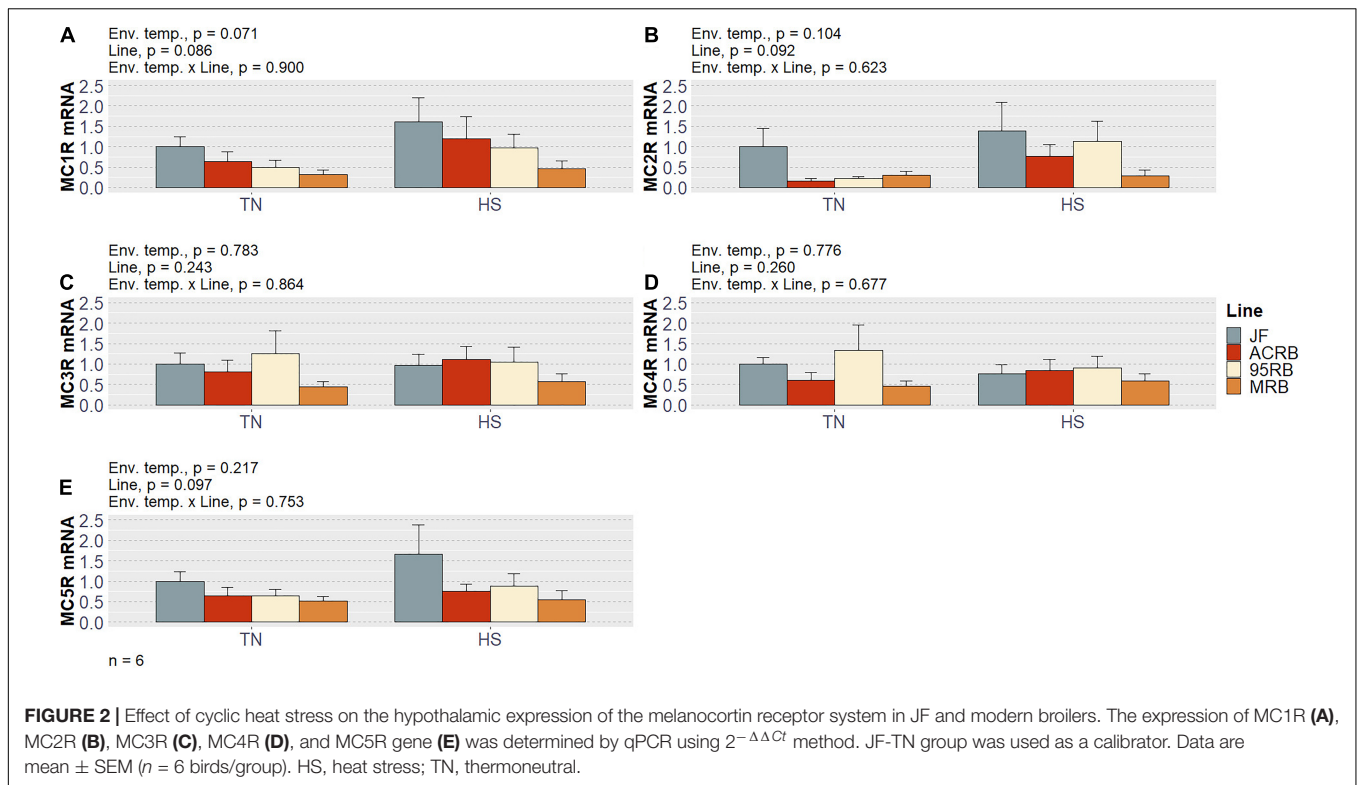 A
Env. temp., p = 0.071
Line, p = 0.086
Env. temp. x Line, p = 0.900
MC1R mRNA
2.5
2.0
1.5
1.0
0.5
0.0
TN
HS
B
Env. temp., p = 0.104
Line, p = 0.092
Env. temp. x Line, p = 0.623
MC2R mRNA
2.5
2.0
1.5
1.0
0.5
0.0
TN
HS
C
Env. temp., p = 0.783
Line, p = 0.243
Env. temp. x Line, p = 0.864
MC3R mRNA
2.5
2.0
1.5
1.0
0.5
0.0
TN
HS
D
Env. temp., p = 0.776
Line, p = 0.260
Env. temp. x Line, p = 0.677
MC4R mRNA
2.5
2.0
1.5
1.0
0.5
0.0
TN
HS
Line
JF
ACRB
95RB
MRB
E
Env. temp., p = 0.217
Line, p = 0.097
Env. temp. x Line, p = 0.753
MC5R mRNA
2.5
2.0
1.5
1.0
0.5
0.0
TN
HS
n = 6
FIGURE 2 | Effect of cyclic heat stress on the hypothalamic expression of the melanocortin receptor system in JF and modern broilers. The expression of MC1R (A),
MC2R (B), MC3R (C), MC4R (D), and MC5R gene (E) was determined by qPCR using 2^−ΔΔCt method. JF-TN group was used as a calibrator. Data are
mean ± SEM (n = 6 birds/group). HS, heat stress; TN, thermoneutral.